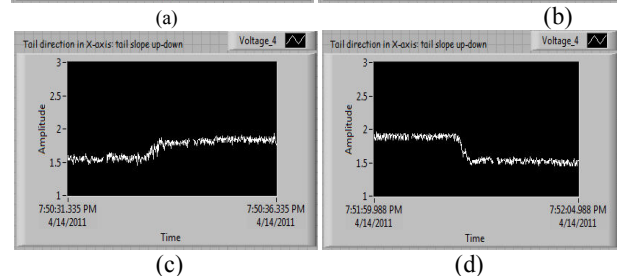 (a) (b)
Tail direction in X-axis: tail slope up-down Voltage_4
3-
2.5-
2-
1.5-
1-
Amplitude
7:50:31.335 PM 7:50:36.335 PM
4/14/2011 4/14/2011
Time
Tail direction in X-axis: tail slope up-down Voltage_4
3-
2.5-
2-
1.5-
1-
Amplitude
7:51:59.988 PM 7:52:04.988 PM
4/14/2011 4/14/2011
Time
(c) (d)